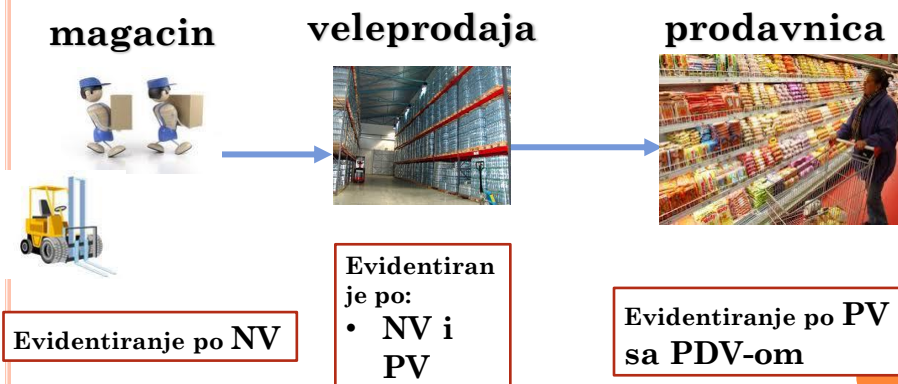 magacin
veleprodaja
prodavnica
Evidentiranje po NV
Evidentiran
je po:
• NV i
PV
Evidentiranje po PV
sa PDV-om